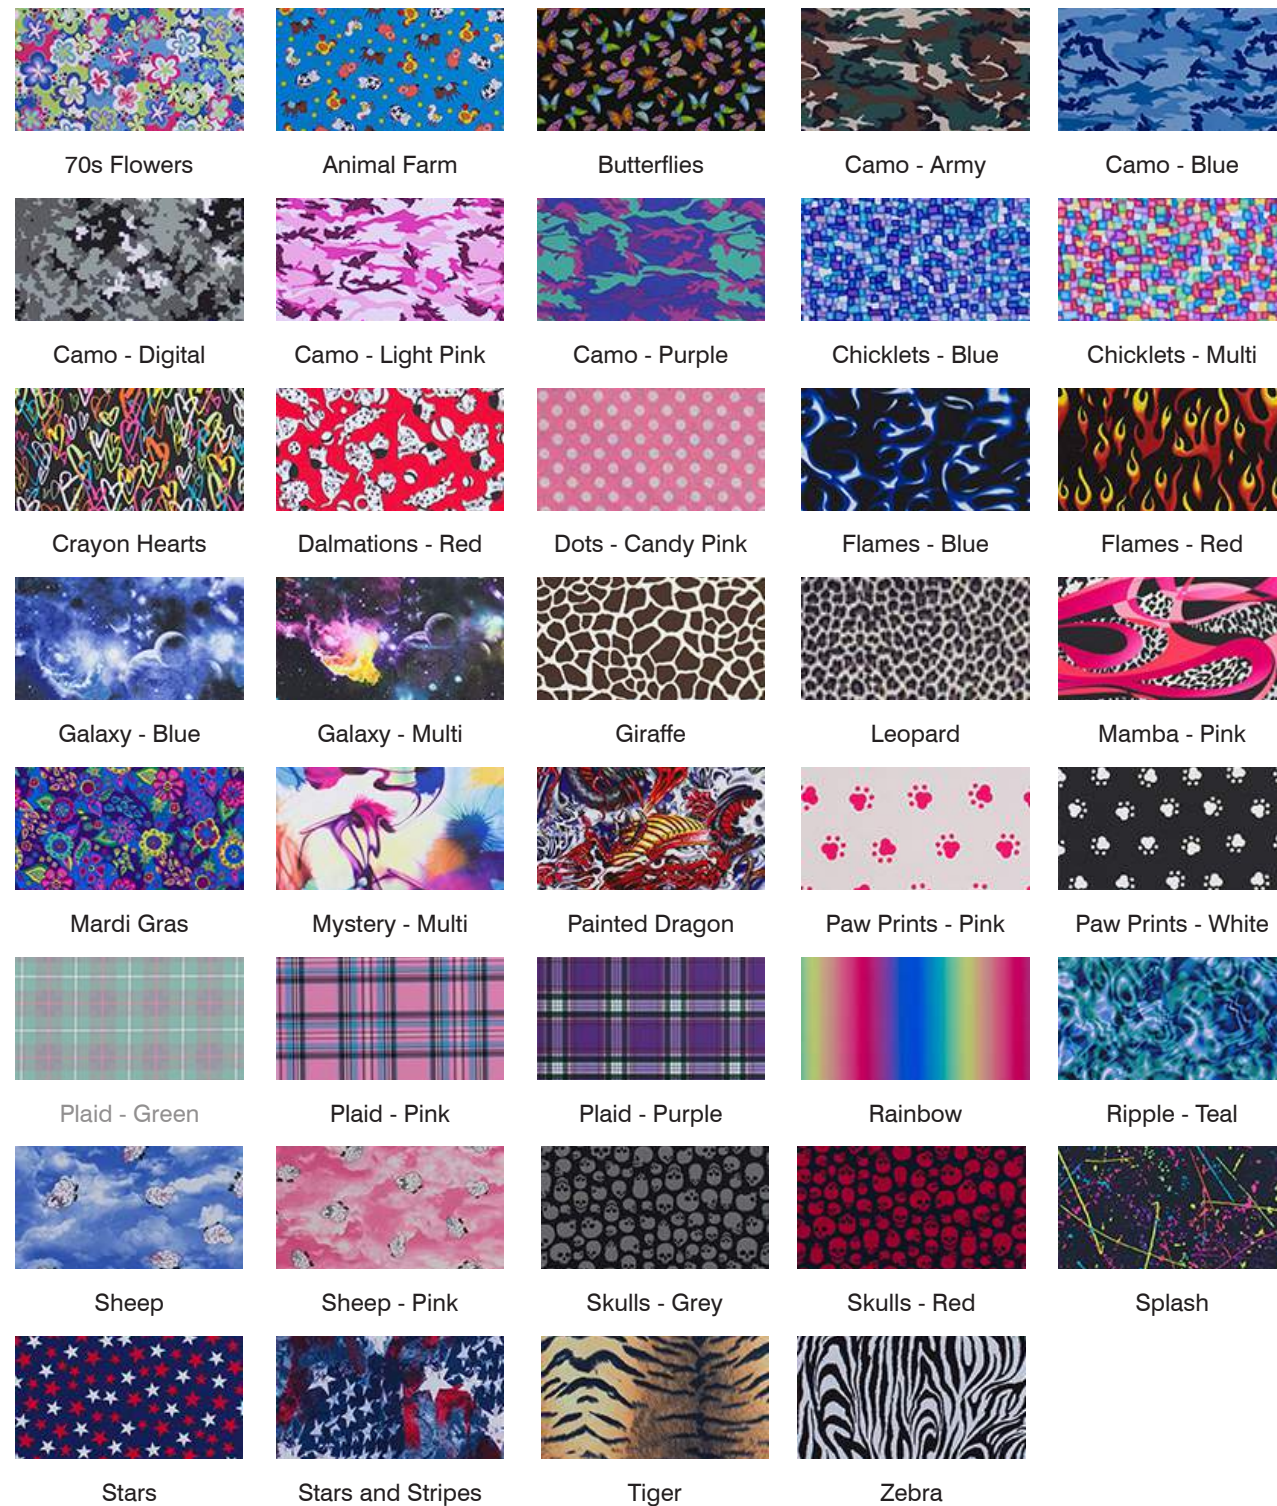 70s Flowers
Animal Farm
Butterflies
Camo - Army
Camo - Blue
Camo - Digital
Camo - Light Pink
Camo - Purple
Chicklets - Blue
Chicklets - Multi
Crayon Hearts
Dalmations - Red
Dots - Candy Pink
Flames - Blue
Flames - Red
Galaxy - Blue
Galaxy - Multi
Giraffe
Leopard
Mamba - Pink
Mardi Gras
Mystery - Multi
Painted Dragon
Paw Prints - Pink
Paw Prints - White
Plaid - Green
Plaid - Pink
Plaid - Purple
Rainbow
Ripple - Teal
Sheep
Sheep - Pink
Skulls - Grey
Skulls - Red
Splash
Stars
Stars and Stripes
Tiger
Zebra